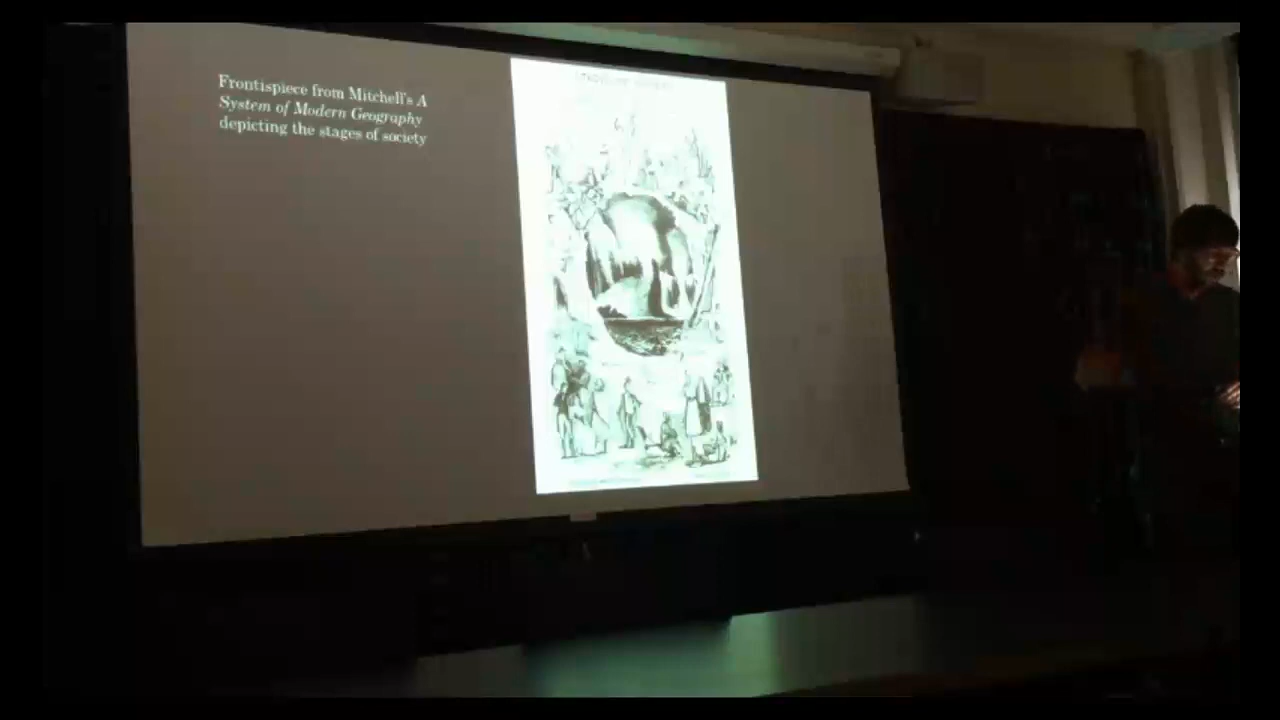 Frontispiece from Mitchell's A
System of Modern Geography
depicting the stages of society